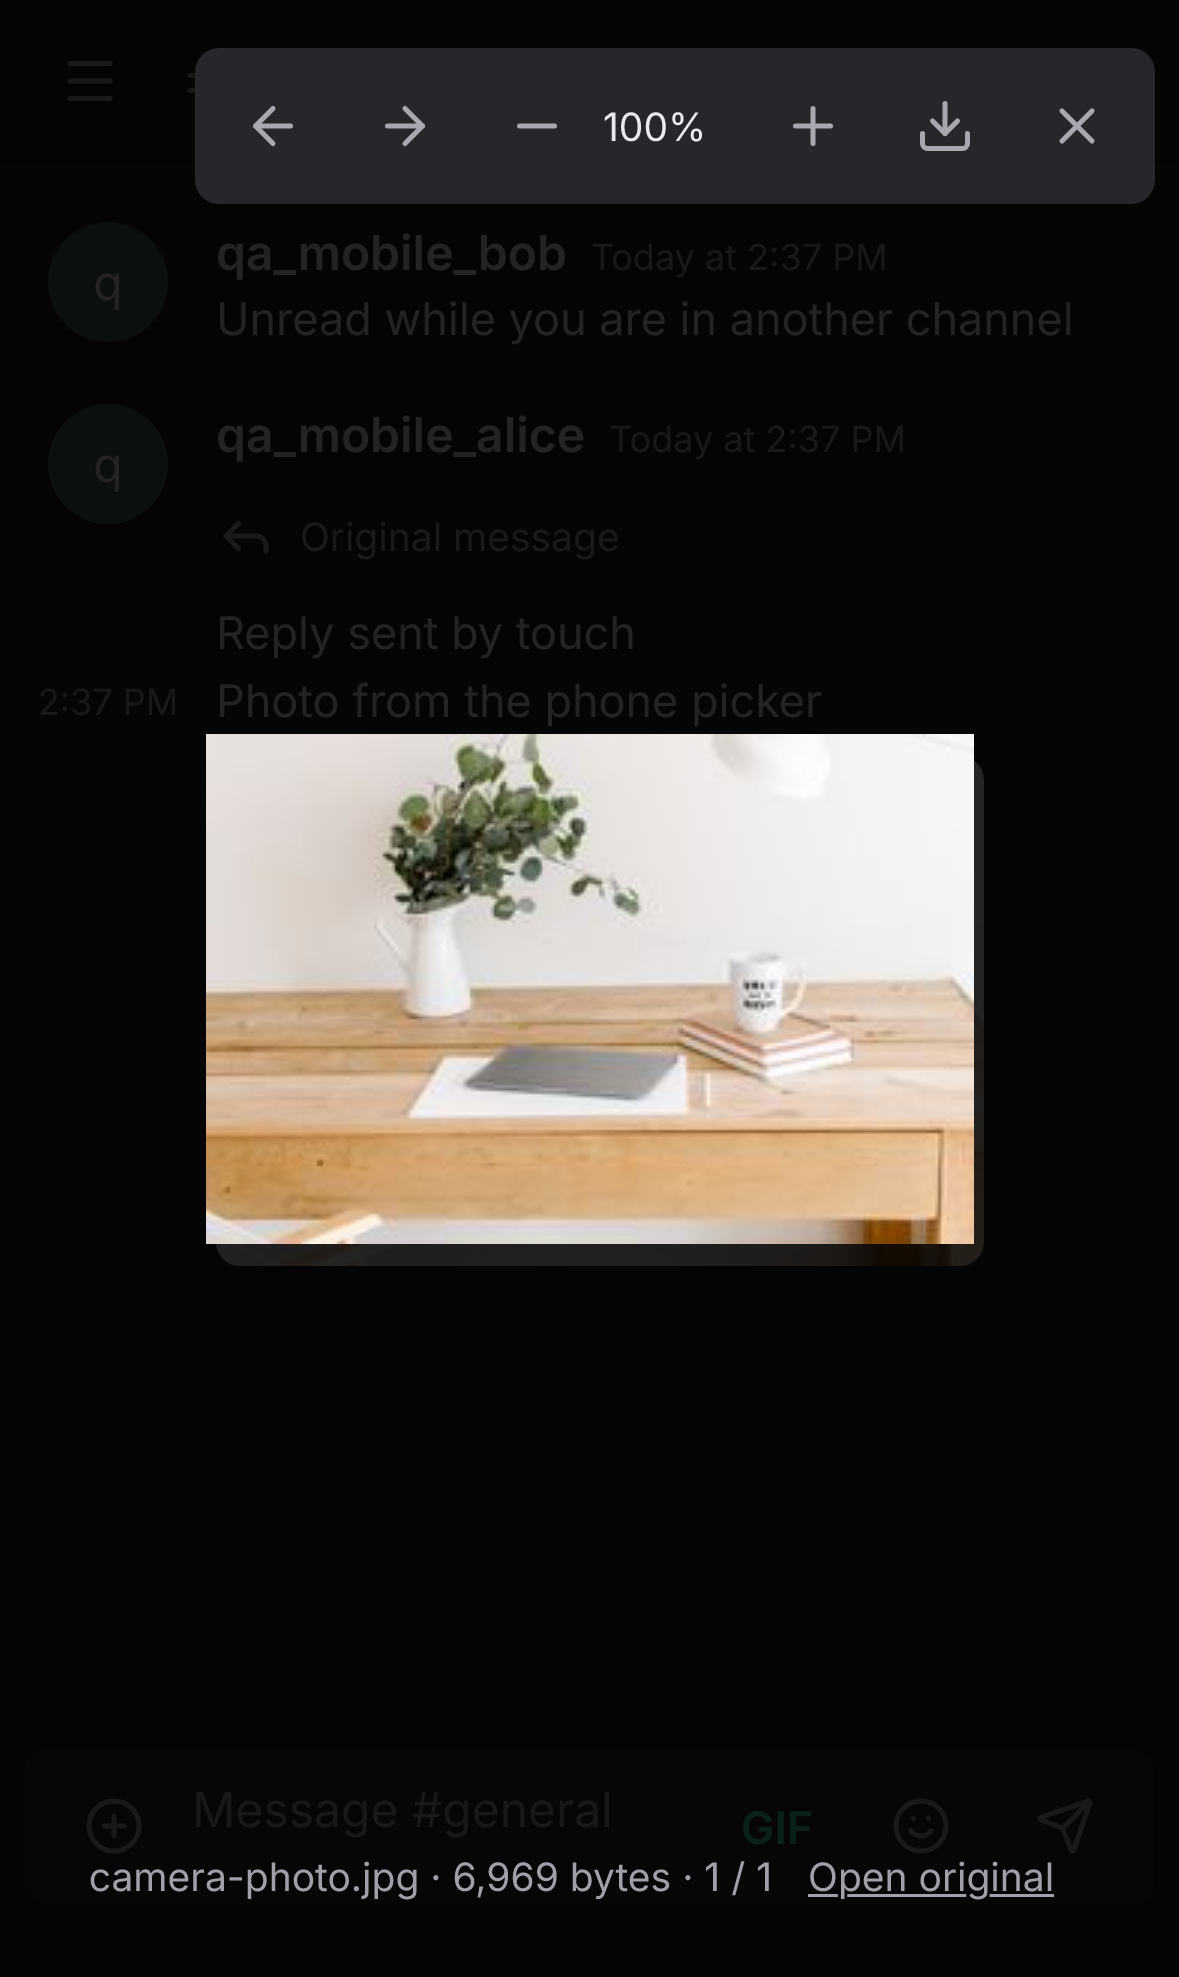 100%
qa_mobile_bob Today at 2:37 PM
Unread while you are in another channel
qa_mobile_alice Today at 2:37 PM
Original message
Reply sent by touch
2:37 PM Photo from the phone picker
Message #general GIF
camera-photo.jpg · 6,969 bytes · 1 / 1 Open original
q
q